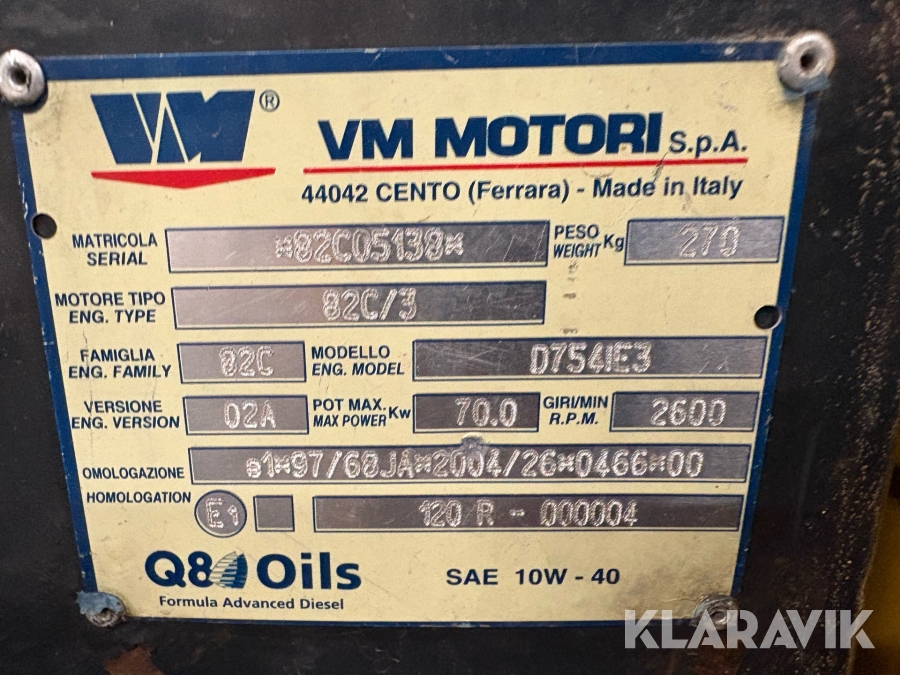 VM®
VM MOTORI S.p.A.
44042 CENTO (Ferrara) - Made in Italy
MATRICOLA
SERIAL
*82C05138*
PESO
WEIGHT Kg
270
MOTORE TIPO
ENG. TYPE
82C/3
FAMIGLIA
ENG. FAMILY
82C
MODELLO
ENG. MODEL
D754IE3
VERSIONE
ENG. VERSION
02A
POT MAX.
MAX POWER Kw
70.0
GIRI/MIN
R.P.M.
2600
OMOLOGAZIONE
HOMOLOGATION
e1*97/68JA*2004/26*0466*00
E1
120 R - 000004
Q8 Oils
Formula Advanced Diesel
SAE 10W - 40
KLARAVIK